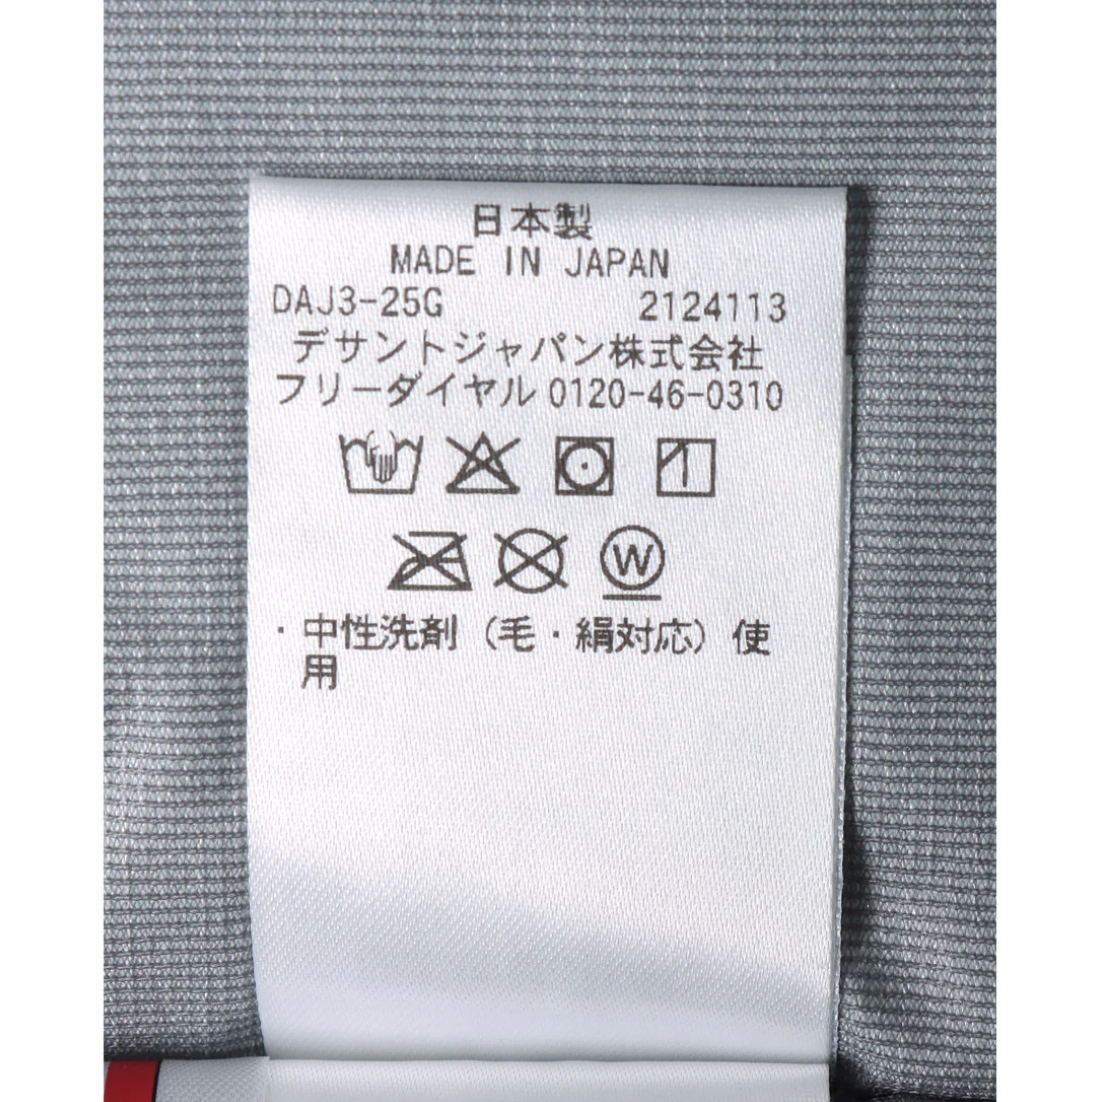 日本製
MADE IN JAPAN
DAJ3-25G 2124113
デサントジャパン株式会社
フリーダイヤル 0120-46-0310
W
・中性洗剤（毛・絹対応）使
用